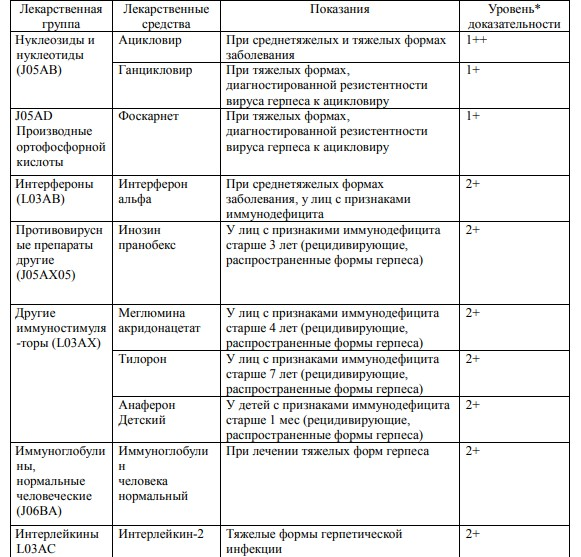 Лекарственная группа
Лекарственные средства
Показания
Уровень* доказательности
Нуклеозиды и
нуклеотиды
(J05AB)
Ацикловир
При среднетяжелых и тяжелых формах
заболевания
1++
Ганцикловир
При тяжелых формах,
диагностированной резистентности
вируса герпеса к ацикловиру
1+
J05AD
Производные
ортофосфорной
кислоты
Фоскарнет
При тяжелых формах,
диагностированной резистентности
вируса герпеса к ацикловиру
1+
Интерфероны
(L03AB)
Интерферон
альфа
При среднетяжелых формах
заболевания, у лиц с признаками
иммунодефицита
2+
Противовирус
ные препараты
другие
(J05AX05)
Инозин
пранобекс
У лиц с признакими иммунодефицита
старше 3 лет (рецидивирующие,
распространенные формы герпеса)
2+
Другие
иммуностимуля
-торы (L03AX)
Меглюмина
акридонацетат
У лиц с признаками иммунодефицита
старше 4 лет (рецидивирующие,
распространенные формы герпеса)
2+
Тилорон
У лиц с признаками иммунодефицита
старше 7 лет (рецидивирующие,
распространенные формы герпеса)
2+
Анаферон
Детский
У детей с признаками иммунодефицита
старше 1 мес (рецидивирующие,
распространенные формы герпеса)
2+
Иммуноглобули
ны,
нормальные
человеческие
(J06BA)
Иммуноглобули
н
человека
нормальный
При лечении тяжелых форм герпеса
2+
Интерлейкины
L03AC
Интерлейкин-2
Тяжелые формы герпетической
инфекции
2+